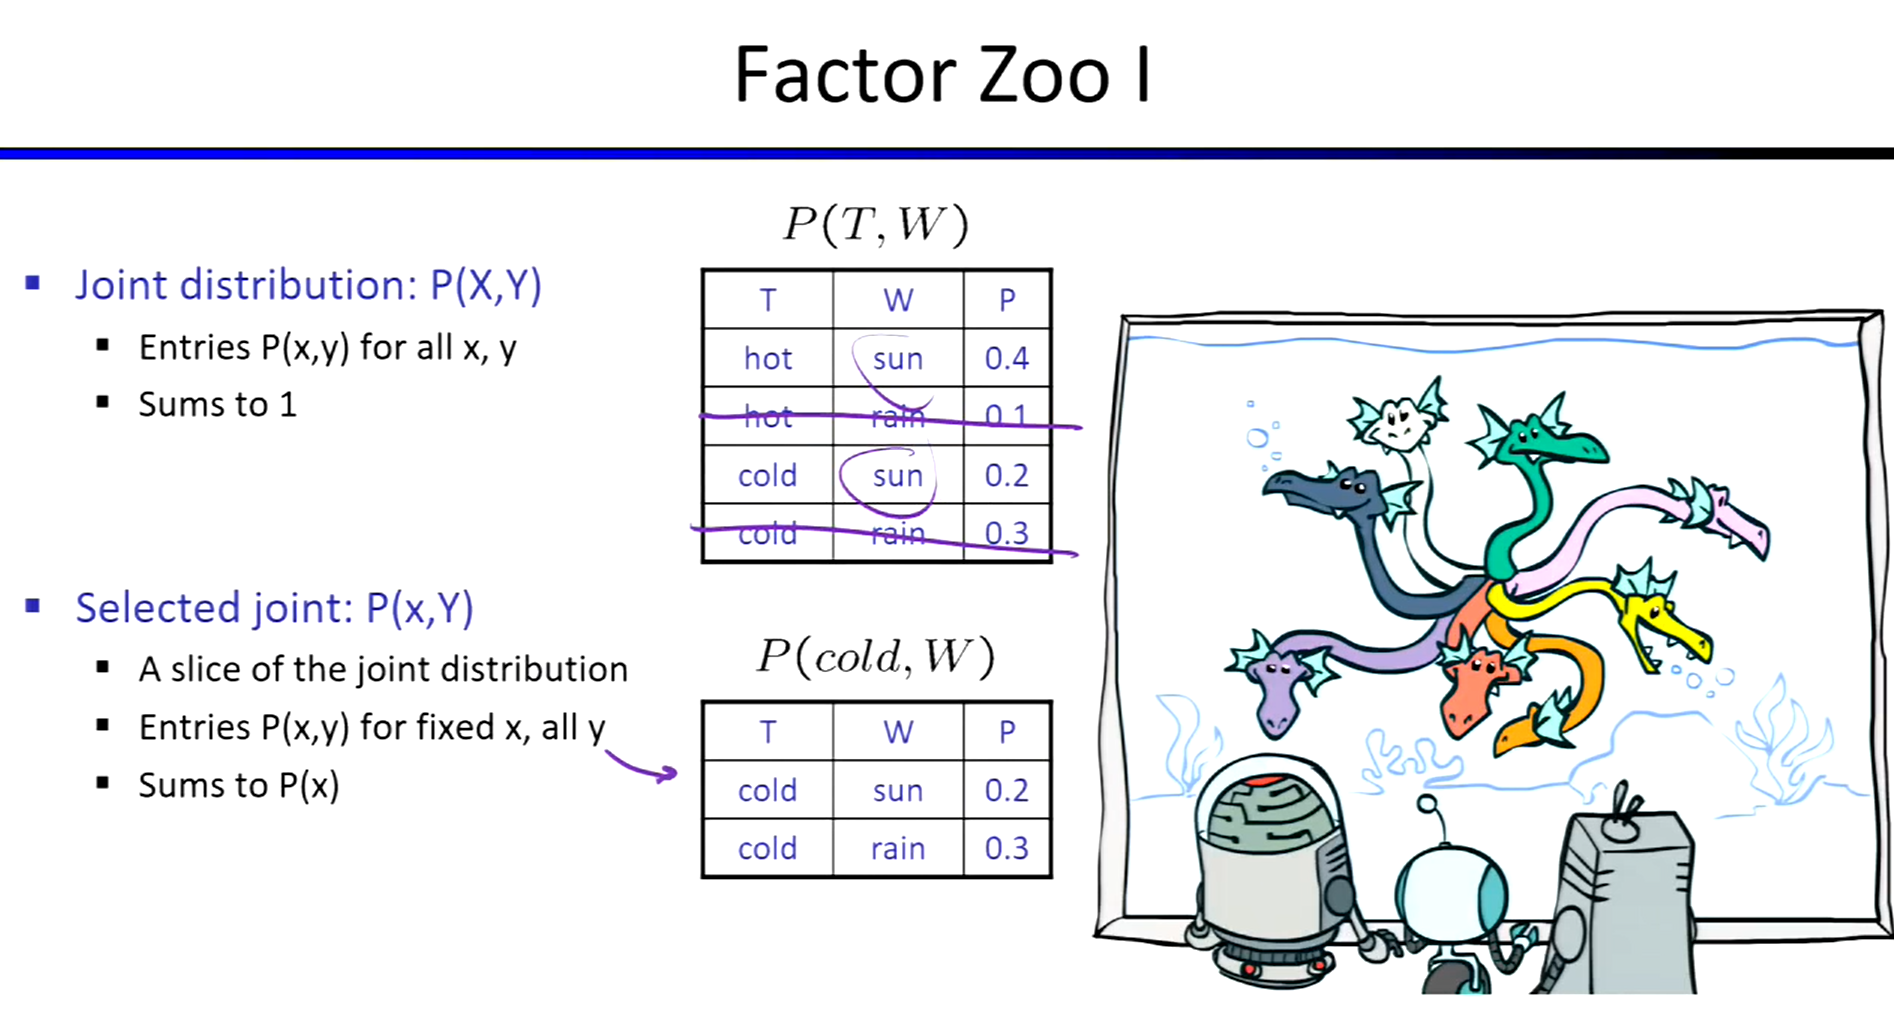 Factor Zoo I
Joint distribution: P(X,Y)
Entries P(x,y) for all x, y
Sums to 1
P(T, W)
T W P
hot sun 0.4
hot rain 0.1
cold sun 0.2
cold rain 0.3
Selected joint: P(x,Y)
A slice of the joint distribution
Entries P(x,y) for fixed x, all y
Sums to P(x)
P(cold, W)
T W P
cold sun 0.2
cold rain 0.3